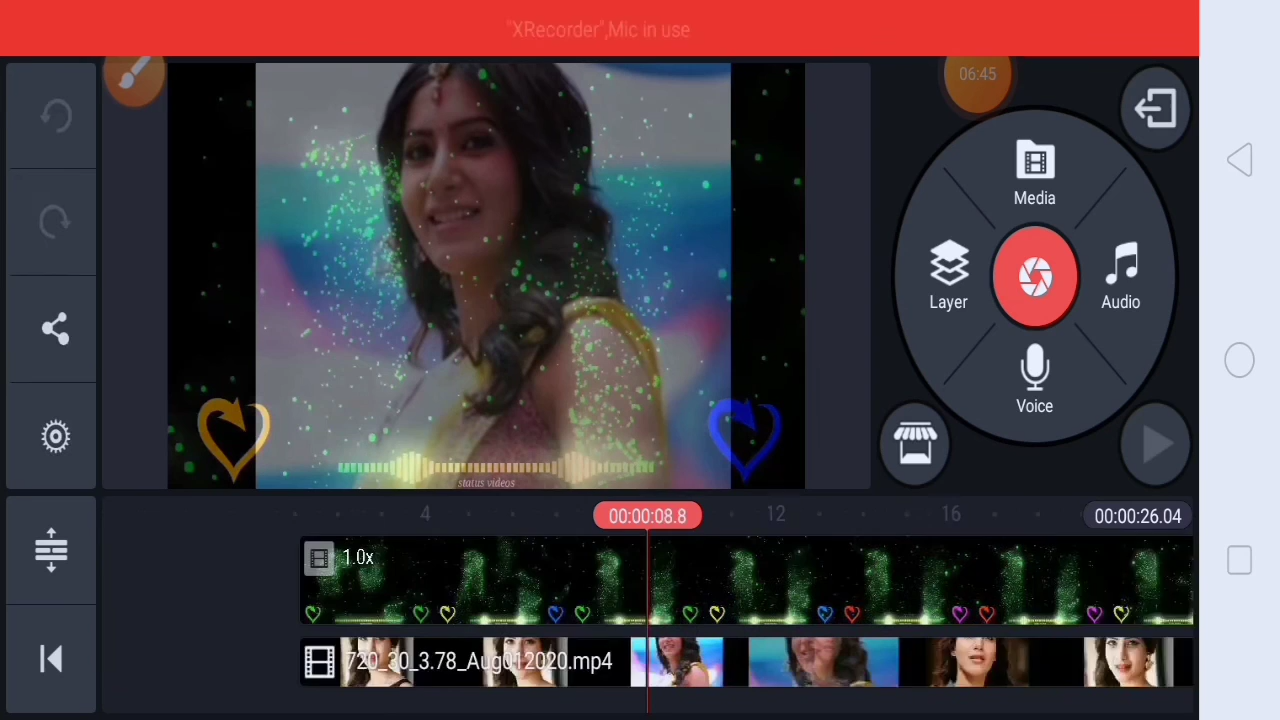 "XRecorder",Mic in use
06:45
Media
Layer
Audio
Voice
status videos
4
00:00:08.8
12
16
00:00:26.04
1.0x
720_30_3.78_Aug012020.mp4